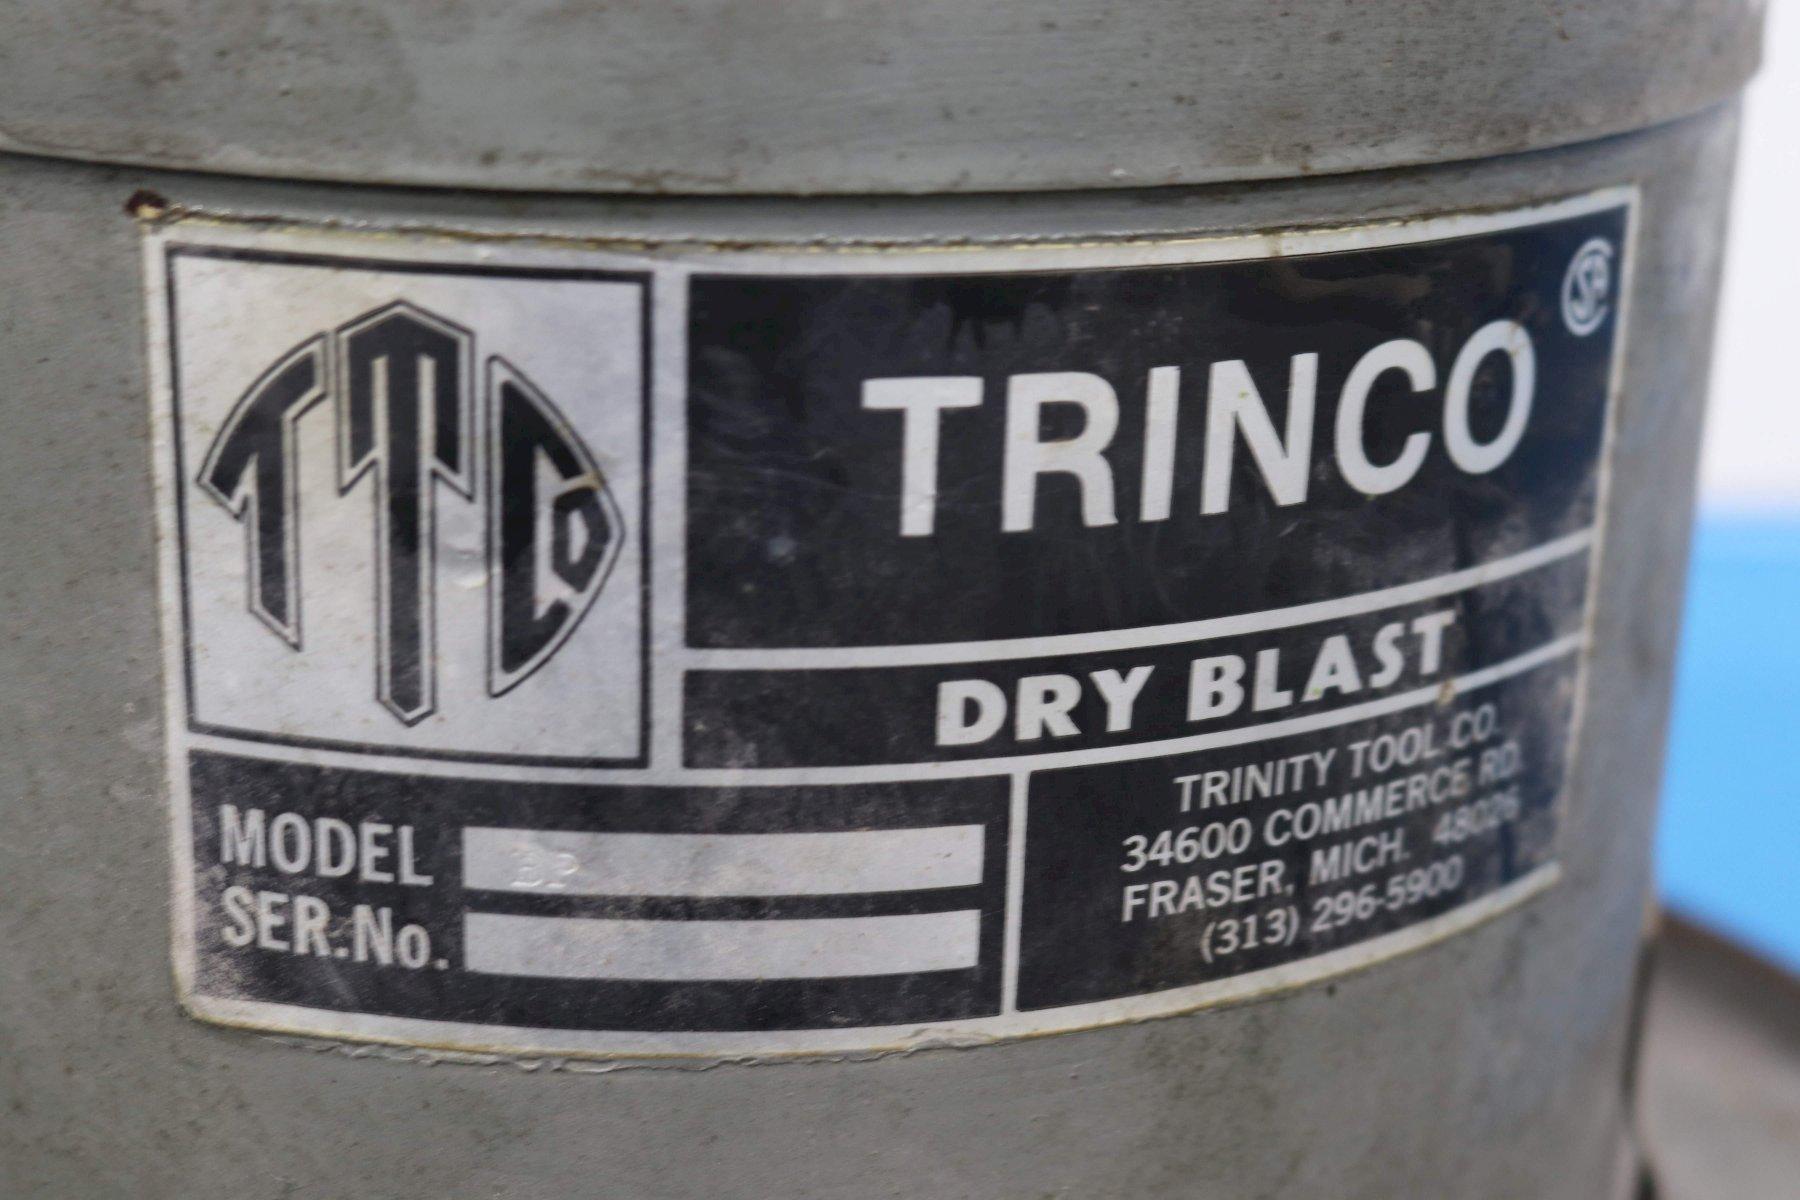 TTCO
TRINCO
DRY BLAST
MODEL BP
SER.No.
TRINITY TOOL CO.
34600 COMMERCE RD.
FRASER, MICH. 48026
(313) 296-5900